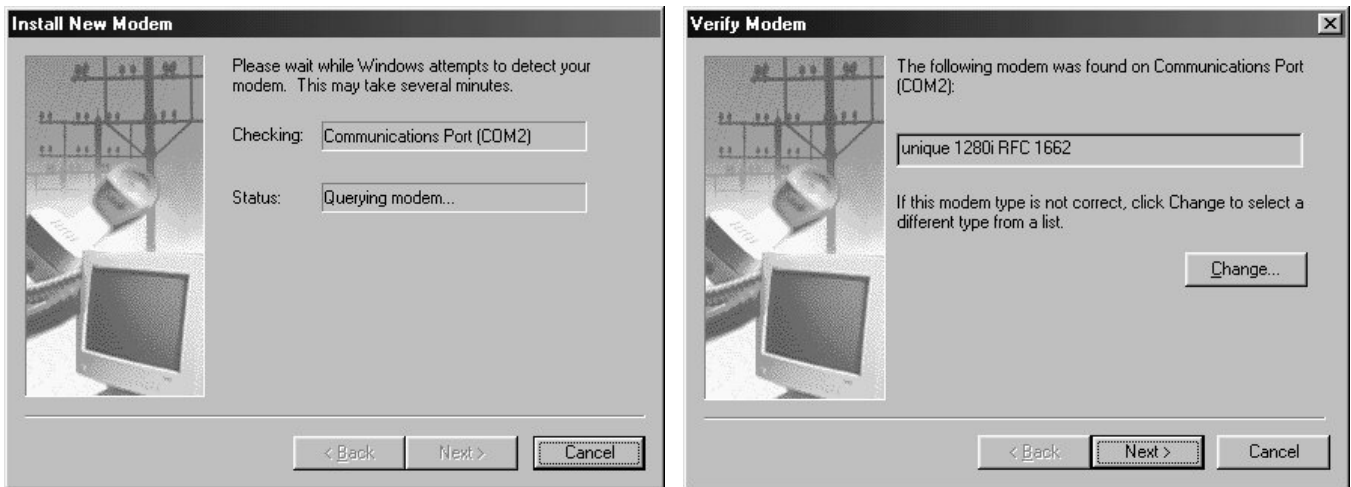 Install New Modem
Please wait while Windows attempts to detect your
modem. This may take several minutes.
Checking: Communications Port (COM2)
Status: Querying modem...
< Back Next > Cancel
Verify Modem
The following modem was found on Communications Port
(COM2):
unique 1280i RFC 1662
If this modem type is not correct, click Change to select a
different type from a list.
Change...
< Back Next > Cancel